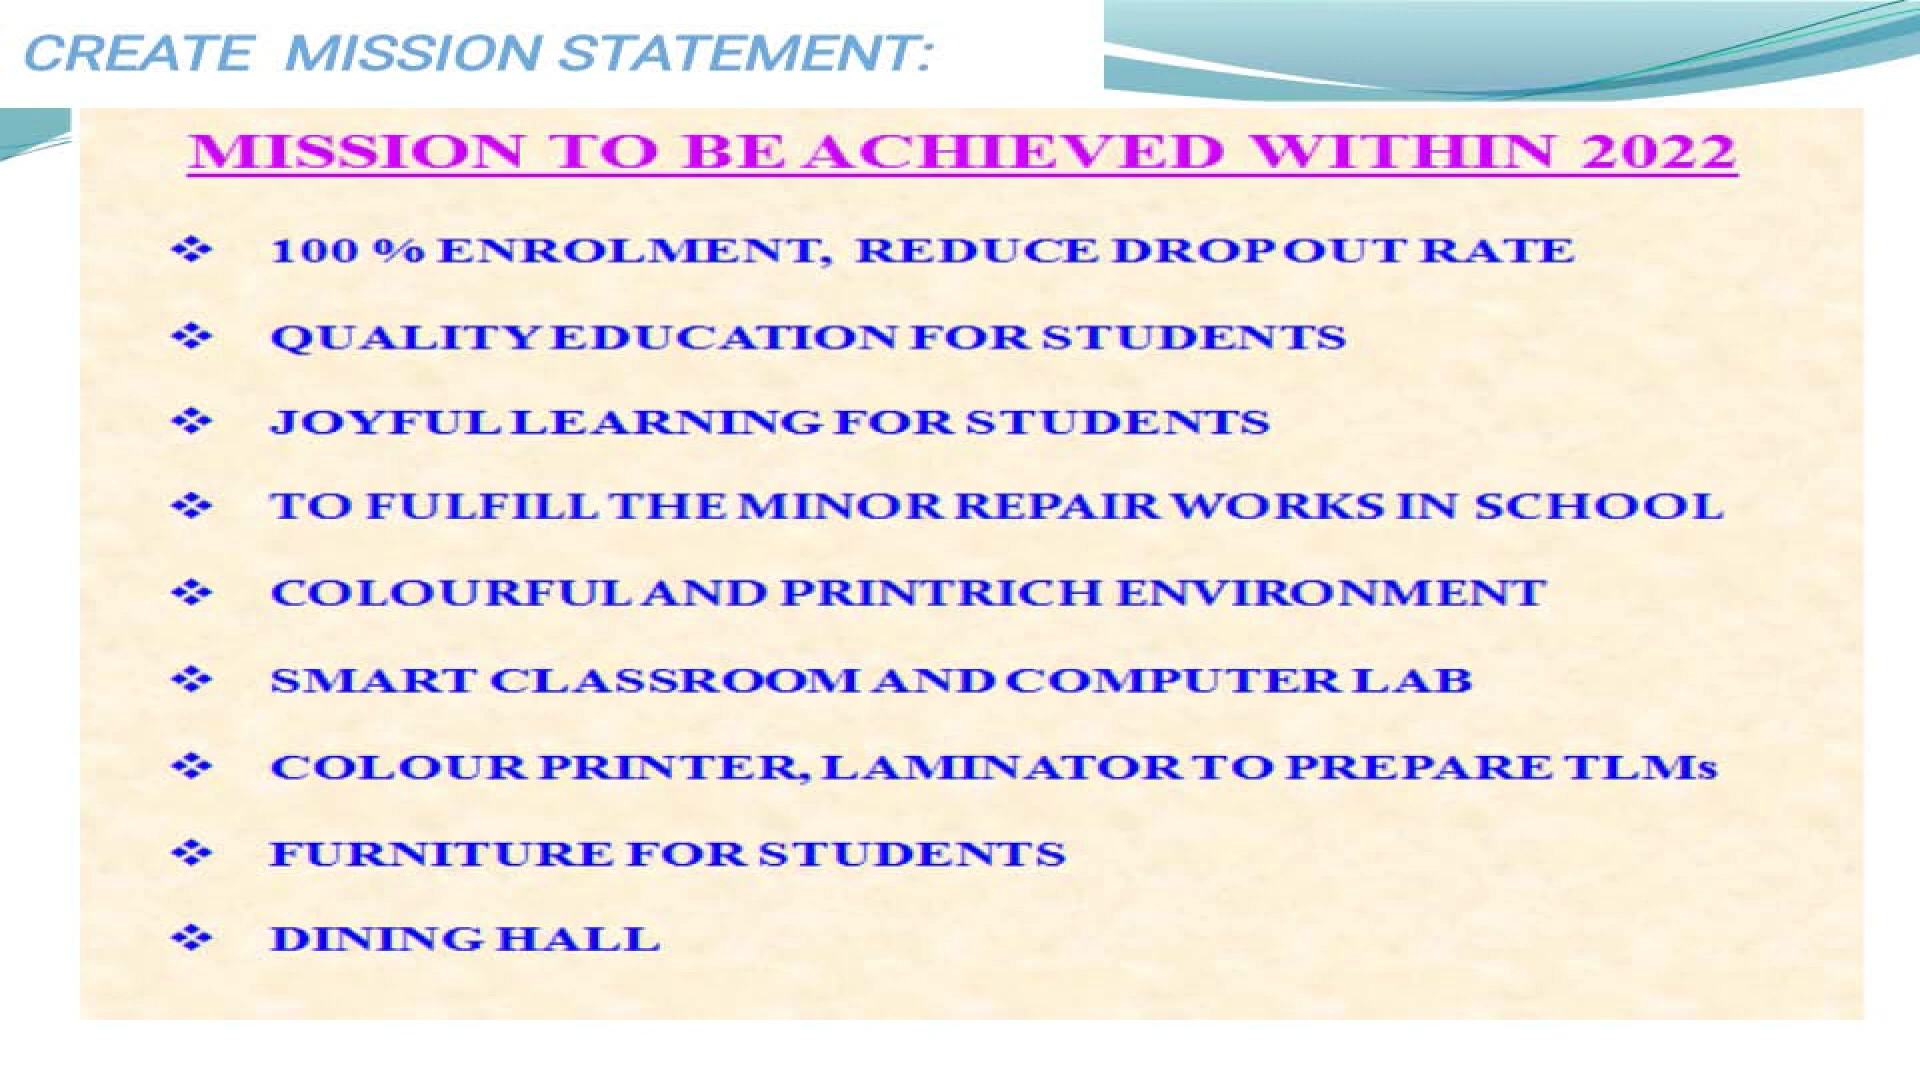 CREATE MISSION STATEMENT:
MISSION TO BE ACHIEVED WITHIN 2022
❖ 100 % ENROLMENT, REDUCE DROPOUT RATE
❖ QUALITY EDUCATION FOR STUDENTS
❖ JOYFUL LEARNING FOR STUDENTS
❖ TO FULFILL THE MINOR REPAIR WORKS IN SCHOOL
❖ COLOURFUL AND PRINTRICH ENVIRONMENT
❖ SMART CLASSROOM AND COMPUTER LAB
❖ COLOUR PRINTER, LAMINATOR TO PREPARE TLMs
❖ FURNITURE FOR STUDENTS
❖ DINING HALL